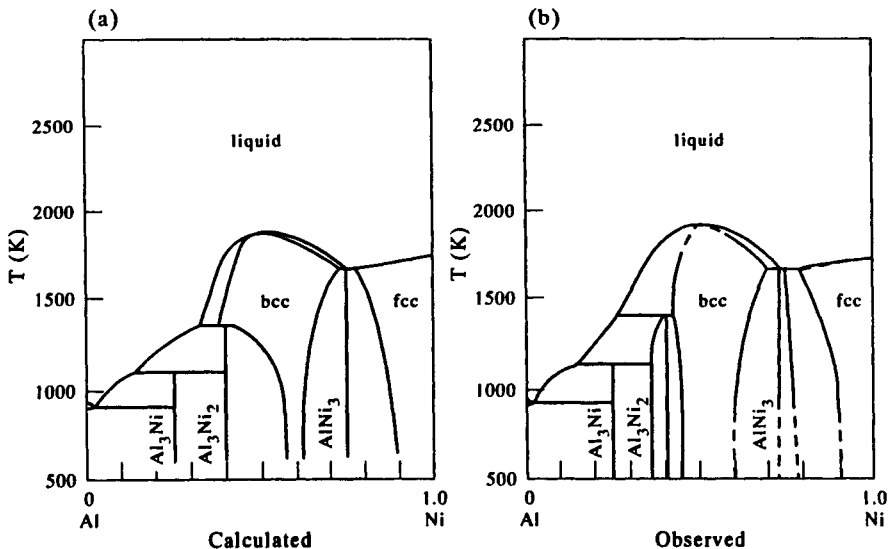 (a)
T (K)
2500
2000
1500
1000
500
liquid
bcc
fcc
Al3Ni
Al3Ni2
AlNi3
0
1.0
Al
Ni
Calculated
(b)
T (K)
2500
2000
1500
1000
500
liquid
bcc
fcc
Al3Ni
Al3Ni2
AlNi3
0
1.0
Al
Ni
Observed